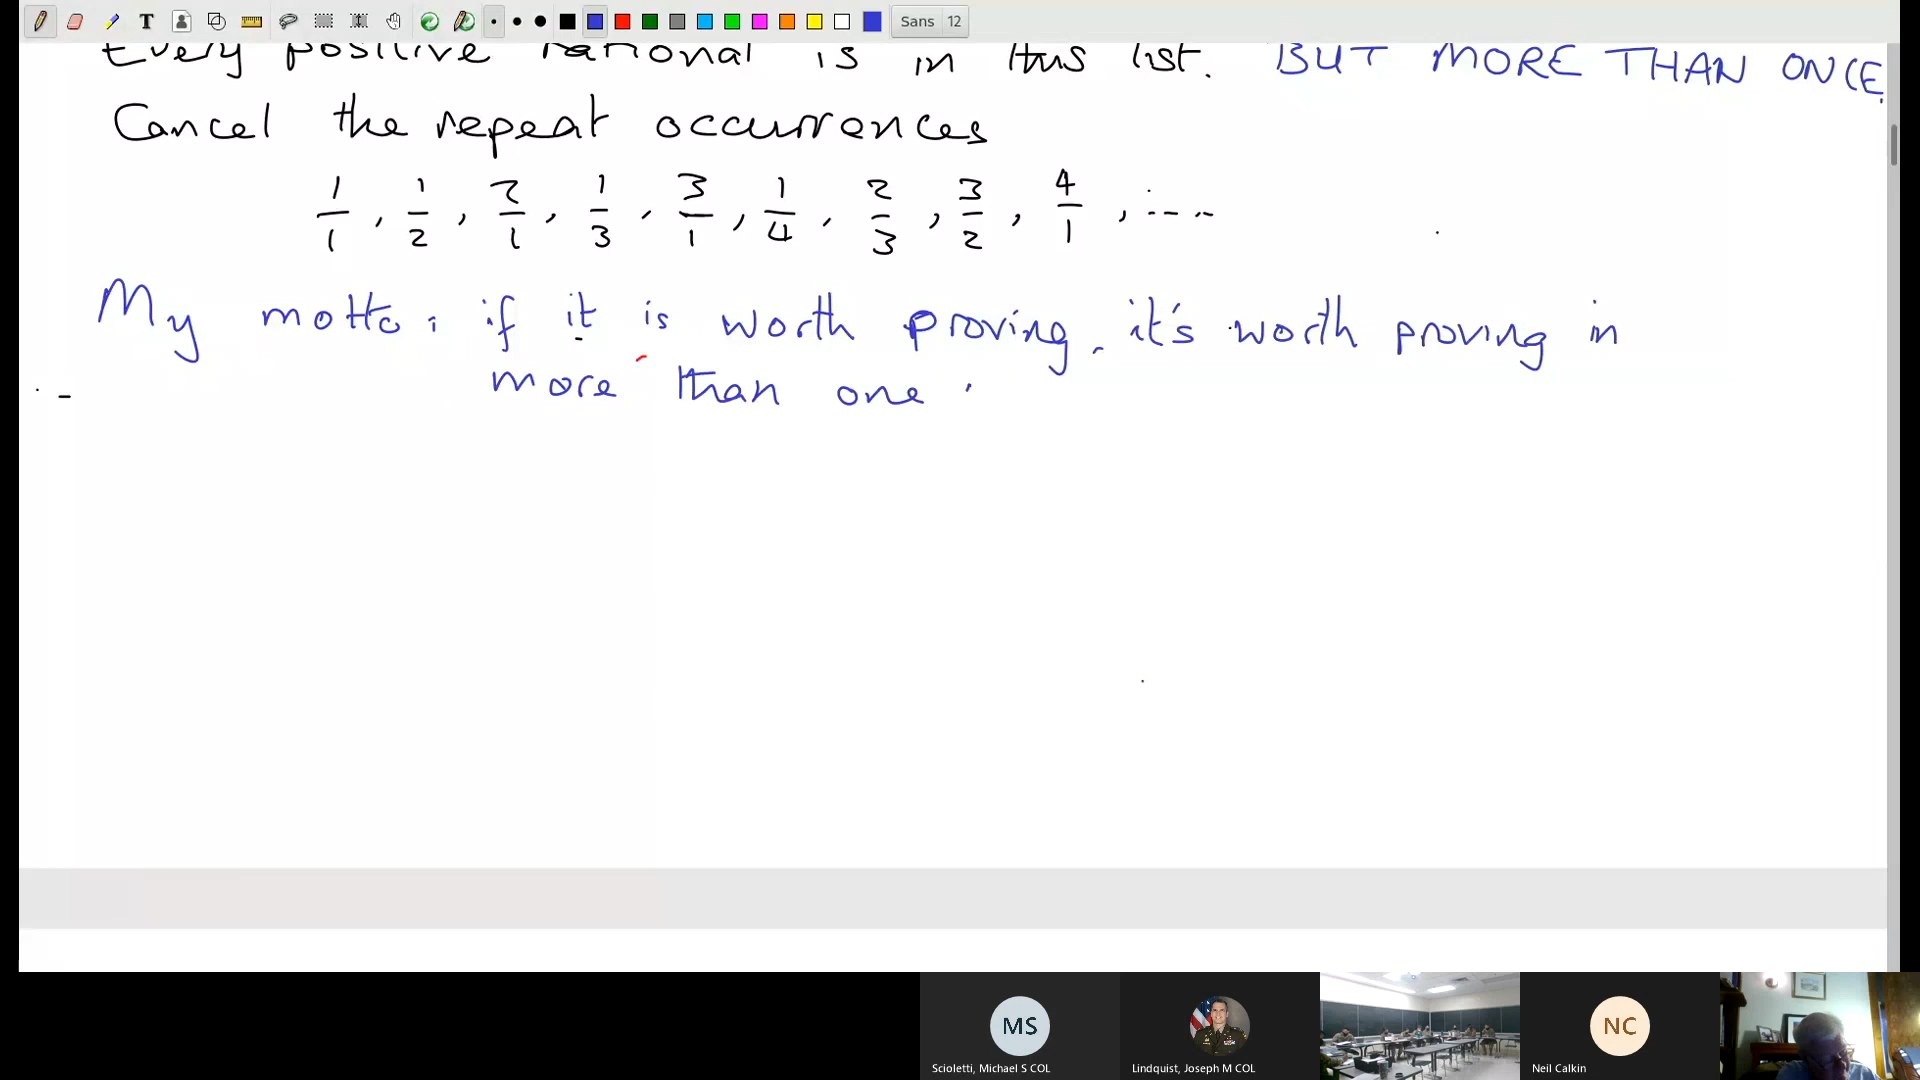 T Sans 12
Every positive rational is in this list. BUT MORE THAN ONCE.
Cancel the repeat occurrences
1/1, 1/2, 2/1, 1/3, 3/1, 1/4, 2/3, 3/2, 4/1, .....
My motto: if it is worth proving, it's worth proving in
more than one
MS
NC
Scioletti, Michael S COL
Lindquist, Joseph M COL
Neil Calkin